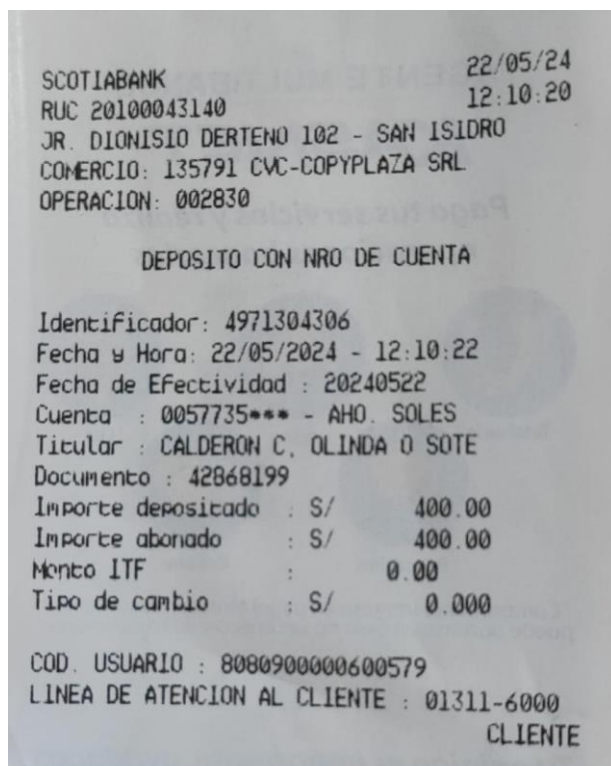 SCOTIABANK 22/05/24
RUC 20100043140 12:10:20
JR. DIONISIO DERTENO 102 - SAN ISIDRO
COMERCIO: 135791 CVC-COPYPLAZA SRL
OPERACION: 002830
DEPOSITO CON NRO DE CUENTA
Identificador: 4971304306
Fecha y Hora: 22/05/2024 - 12:10:22
Fecha de Efectividad : 20240522
Cuenta : 0057735*** - AHO. SOLES
Titular : CALDERON C, OLINDA O SOTE
Documento : 42868199
Importe depositado : S/ 400.00
Importe abonado : S/ 400.00
Monto ITF : 0.00
Tipo de cambio : S/ 0.000
COD. USUARIO : 8080900000600579
LINEA DE ATENCION AL CLIENTE : 01311-6000
CLIENTE